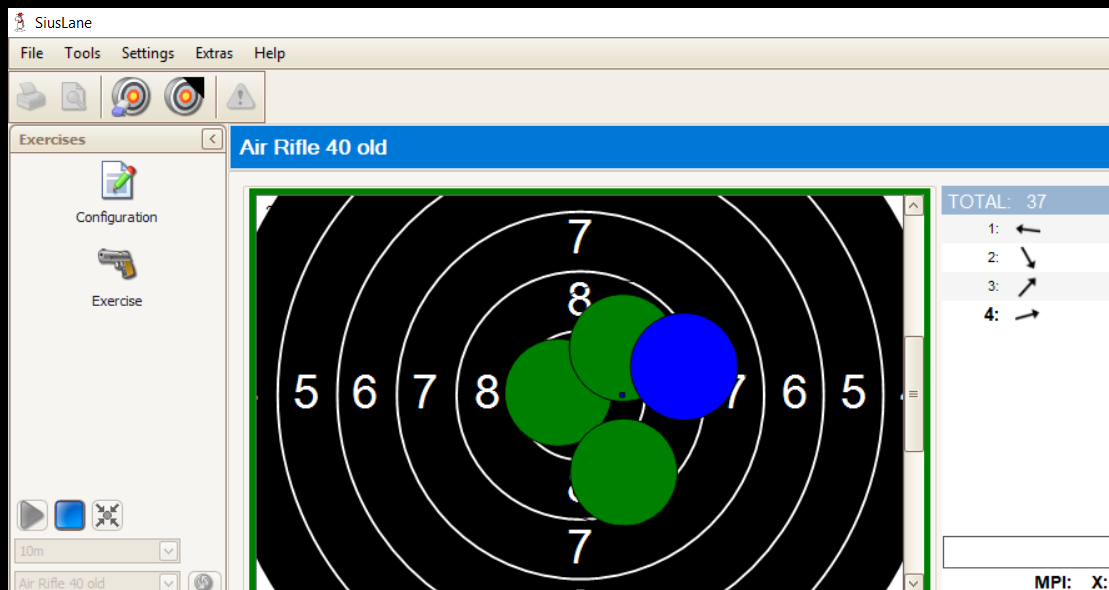 SiusLane
File Tools Settings Extras Help
Exercises
Air Rifle 40 old
Configuration
Exercise
TOTAL: 37
1:
2:
3:
4:
7
8
5 6 7 8 7 6 5
7
10m
Air Rifle 40 old
MPI: X: